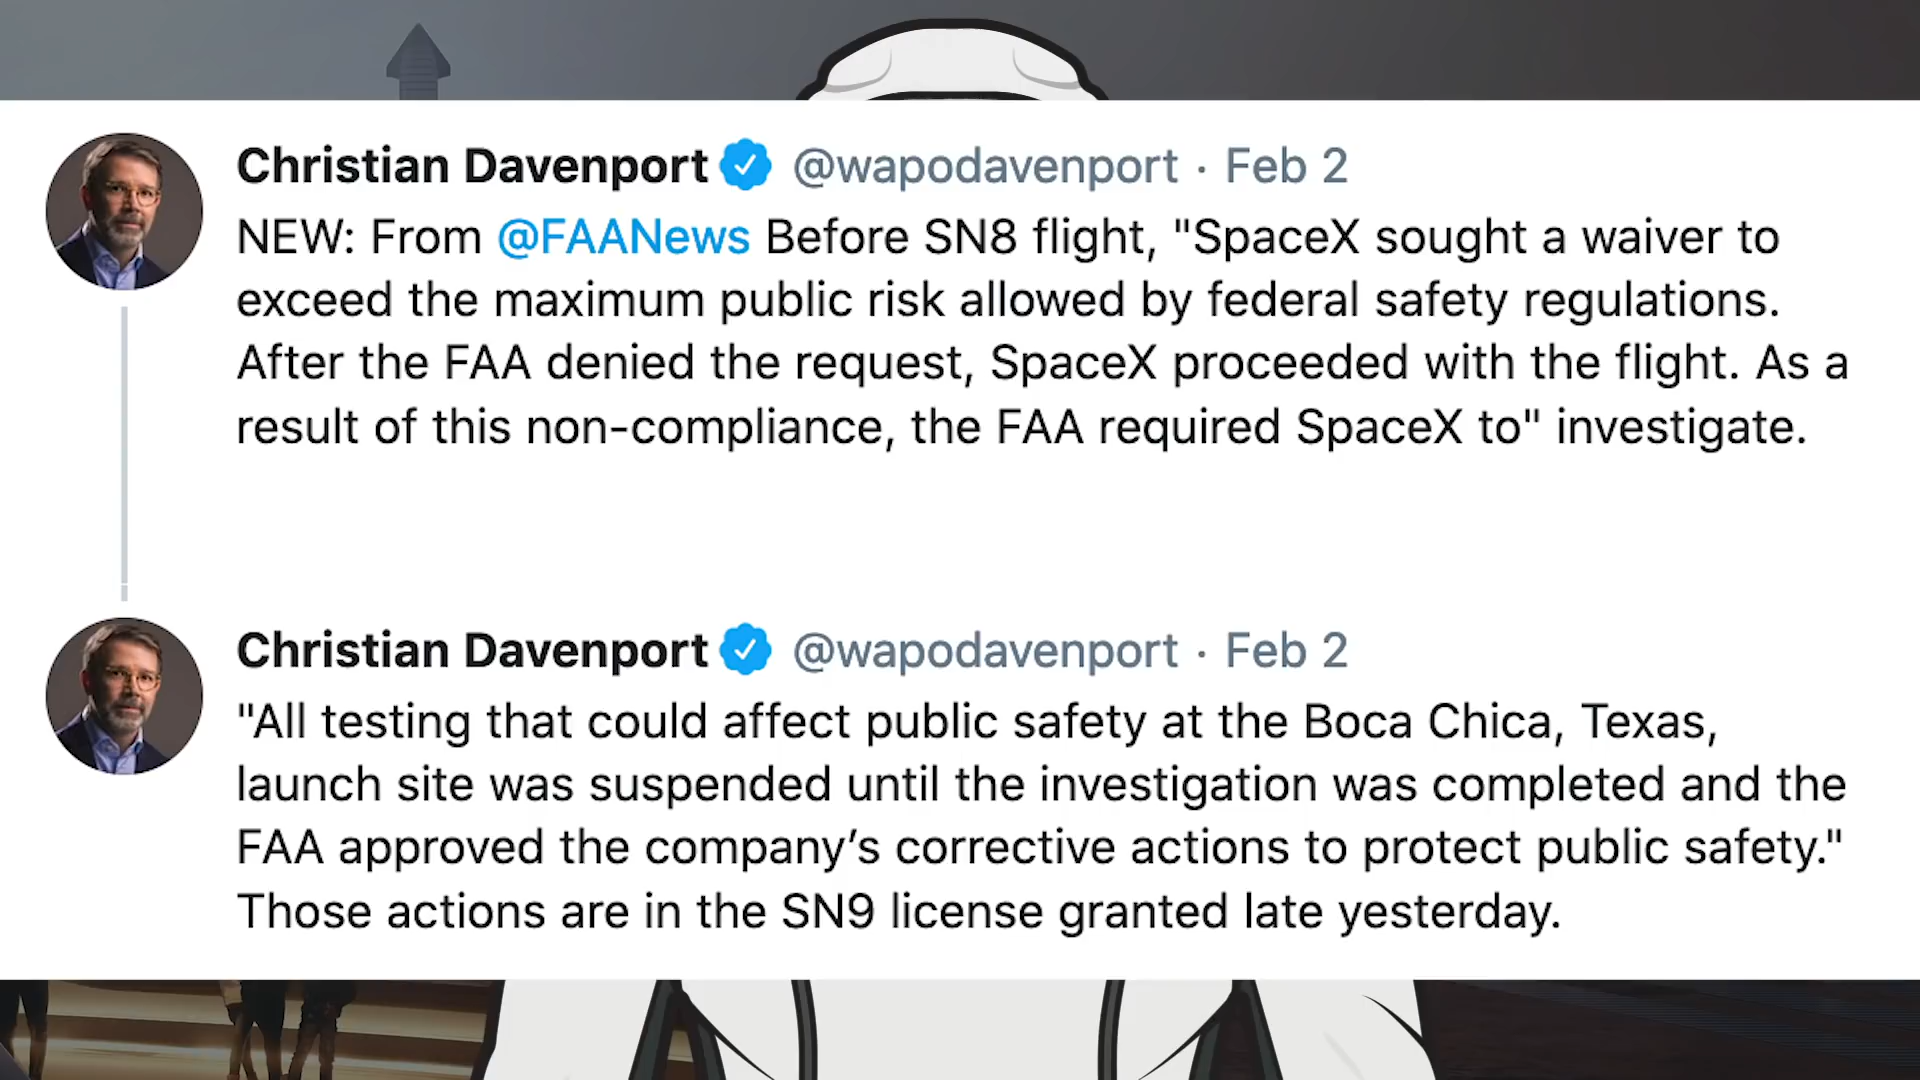 Christian Davenport @wapodavenport · Feb 2
NEW: From @FAANews Before SN8 flight, "SpaceX sought a waiver to
exceed the maximum public risk allowed by federal safety regulations.
After the FAA denied the request, SpaceX proceeded with the flight. As a
result of this non-compliance, the FAA required SpaceX to" investigate.
Christian Davenport @wapodavenport · Feb 2
"All testing that could affect public safety at the Boca Chica, Texas,
launch site was suspended until the investigation was completed and the
FAA approved the company’s corrective actions to protect public safety."
Those actions are in the SN9 license granted late yesterday.